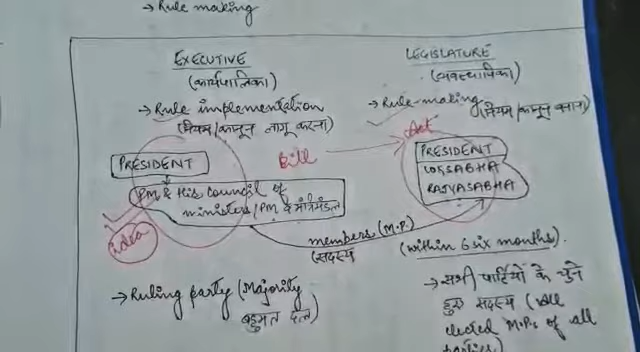 → Rule making
EXECUTIVE
(कार्यपालिका)
→ Rule implementation
(नियम/कानून लागू करना)
PRESIDENT
PM & His Council of
ministers/PM & मंत्रिमंडल
idea
Bill
→ Ruling party (Majority
बहुमत दल)
LEGISLATURE
(व्यवस्थापिका)
→ Rule-making
(नियम/कानून बनाना)
Act
PRESIDENT
LOKSABHA
RAJYASABHA
members (M.P.)
(सदस्य
(within 6 six months).
→ सभी पार्टियों के चुने
हुए सदस्य (All
elected M.P.s of all
parties)